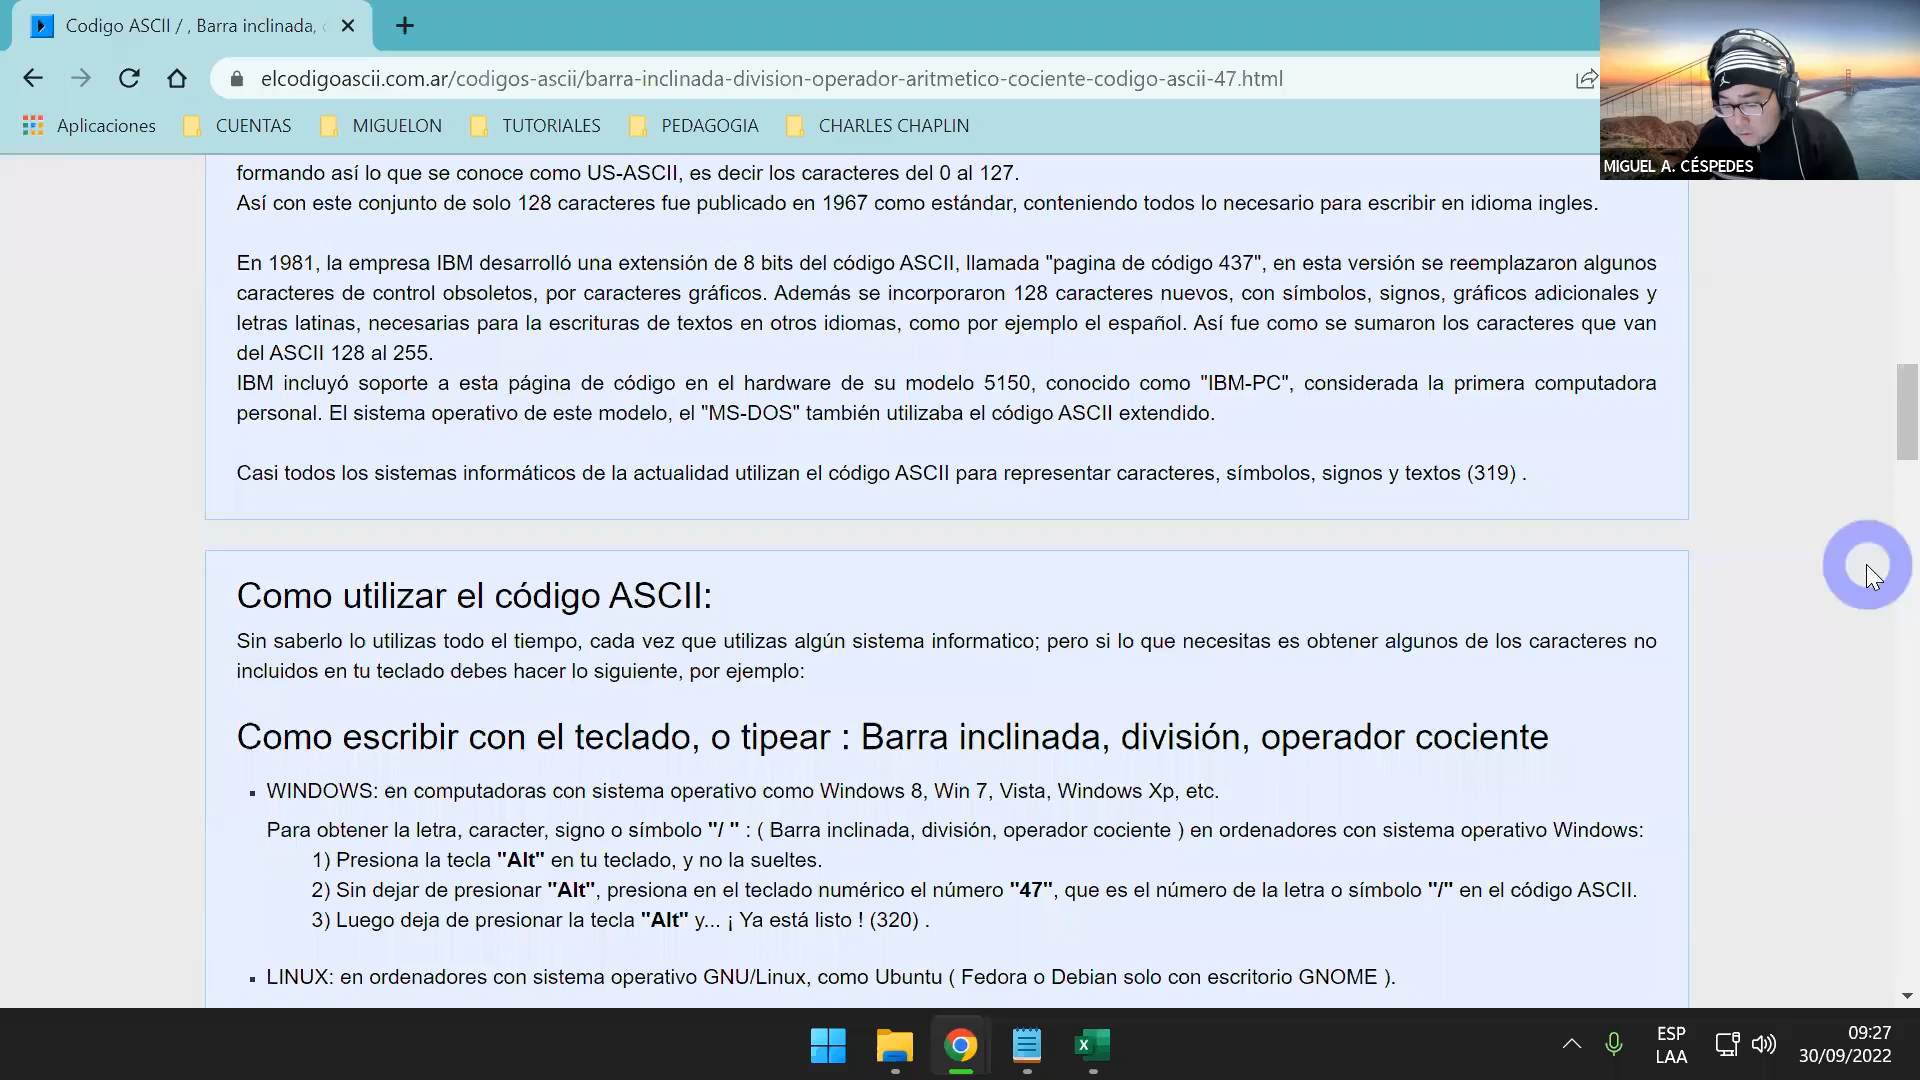 Codigo ASCII / , Barra inclinada,
elcodigoascii.com.ar/codigos-ascii/barra-inclinada-division-operador-aritmetico-cociente-codigo-ascii-47.html
Aplicaciones CUENTAS MIGUELON TUTORIALES PEDAGOGIA CHARLES CHAPLIN
MIGUEL A. CÉSPEDES
formando así lo que se conoce como US-ASCII, es decir los caracteres del 0 al 127.
Así con este conjunto de solo 128 caracteres fue publicado en 1967 como estándar, conteniendo todos lo necesario para escribir en idioma ingles.
En 1981, la empresa IBM desarrolló una extensión de 8 bits del código ASCII, llamada "pagina de código 437", en esta versión se reemplazaron algunos
caracteres de control obsoletos, por caracteres gráficos. Además se incorporaron 128 caracteres nuevos, con símbolos, signos, gráficos adicionales y
letras latinas, necesarias para la escrituras de textos en otros idiomas, como por ejemplo el español. Así fue como se sumaron los caracteres que van
del ASCII 128 al 255.
IBM incluyó soporte a esta página de código en el hardware de su modelo 5150, conocido como "IBM-PC", considerada la primera computadora
personal. El sistema operativo de este modelo, el "MS-DOS" también utilizaba el código ASCII extendido.
Casi todos los sistemas informáticos de la actualidad utilizan el código ASCII para representar caracteres, símbolos, signos y textos (319) .
Como utilizar el código ASCII:
Sin saberlo lo utilizas todo el tiempo, cada vez que utilizas algún sistema informatico; pero si lo que necesitas es obtener algunos de los caracteres no
incluidos en tu teclado debes hacer lo siguiente, por ejemplo:
Como escribir con el teclado, o tipear : Barra inclinada, división, operador cociente
▪ WINDOWS: en computadoras con sistema operativo como Windows 8, Win 7, Vista, Windows Xp, etc.
Para obtener la letra, caracter, signo o símbolo "/ " : ( Barra inclinada, división, operador cociente ) en ordenadores con sistema operativo Windows:
1) Presiona la tecla "Alt" en tu teclado, y no la sueltes.
2) Sin dejar de presionar "Alt", presiona en el teclado numérico el número "47", que es el número de la letra o símbolo "/" en el código ASCII.
3) Luego deja de presionar la tecla "Alt" y... ¡ Ya está listo ! (320) .
▪ LINUX: en ordenadores con sistema operativo GNU/Linux, como Ubuntu ( Fedora o Debian solo con escritorio GNOME ).
ESP
LAA
09:27
30/09/2022